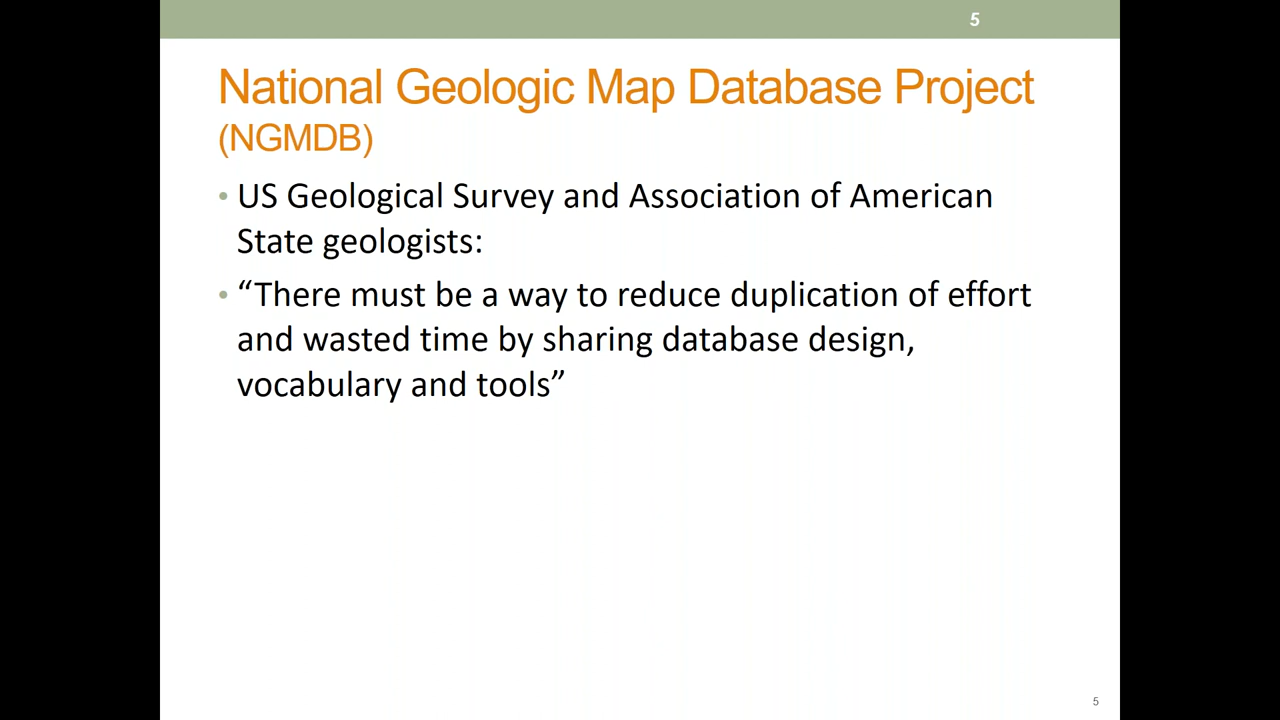 5
National Geologic Map Database Project
(NGMDB)
• US Geological Survey and Association of American
State geologists:
• “There must be a way to reduce duplication of effort
and wasted time by sharing database design,
vocabulary and tools”
5